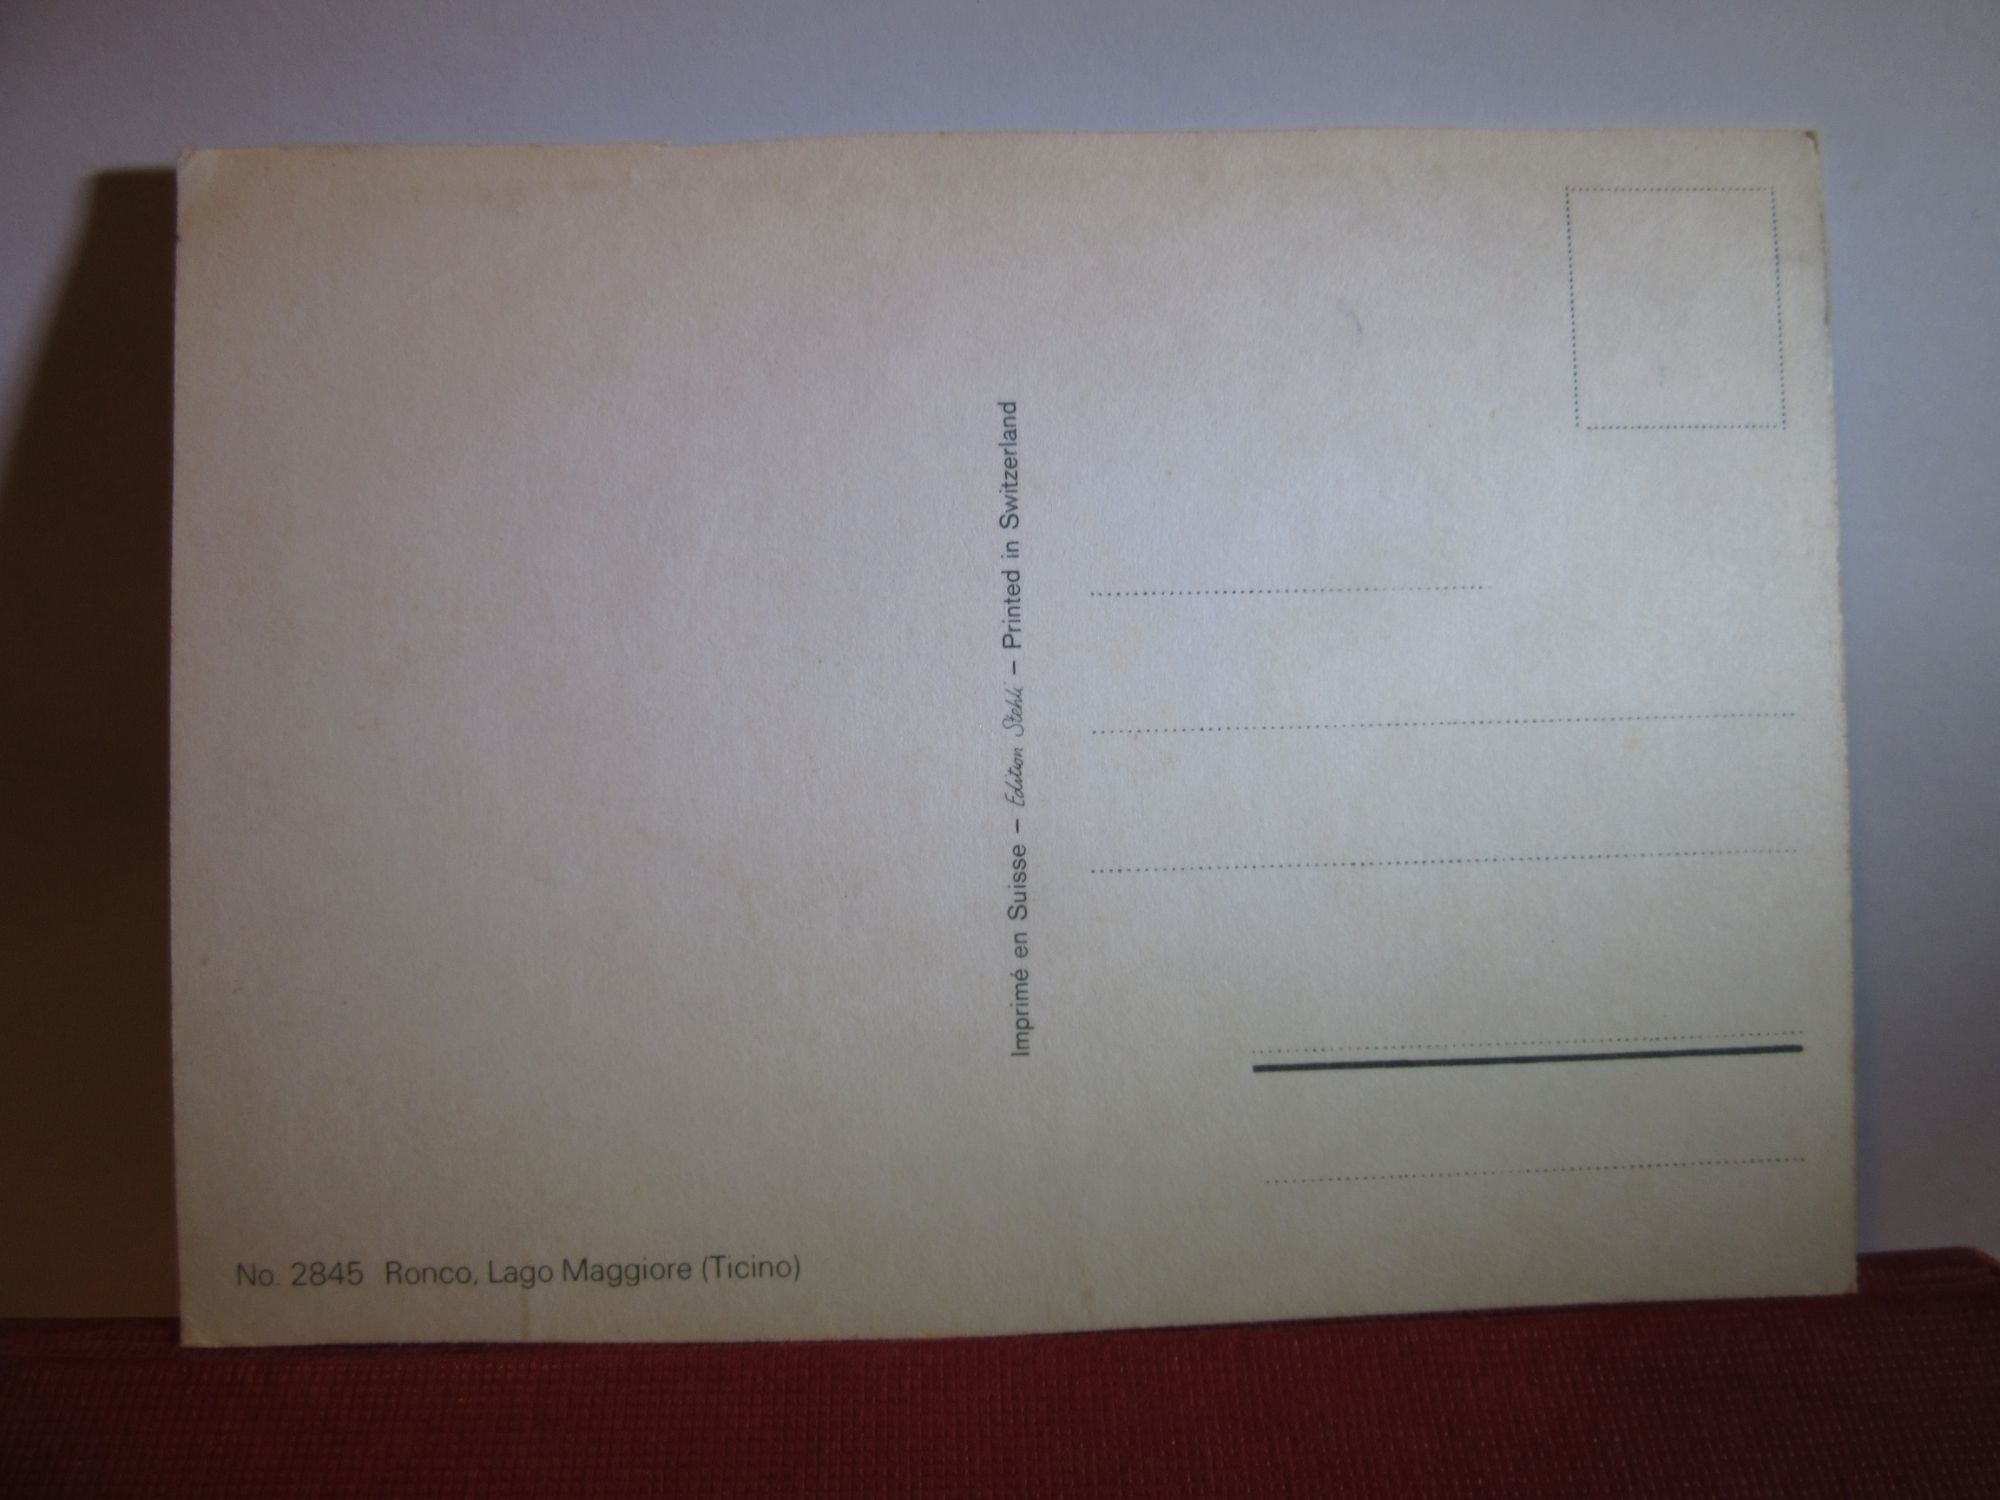 Imprimé en Suisse – Edition Stehli – Printed in Switzerland
No. 2845 Ronco, Lago Maggiore (Ticino)